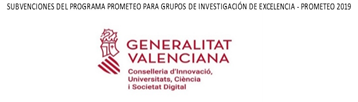 SUBVENCIONES DEL PROGRAMA PROMETEO PARA GRUPOS DE INVESTIGACIÓN DE EXCELENCIA - PROMETEO 2019
GENERALITAT
VALENCIANA
Conselleria d'Innovació,
Universitats, Ciència
i Societat Digital